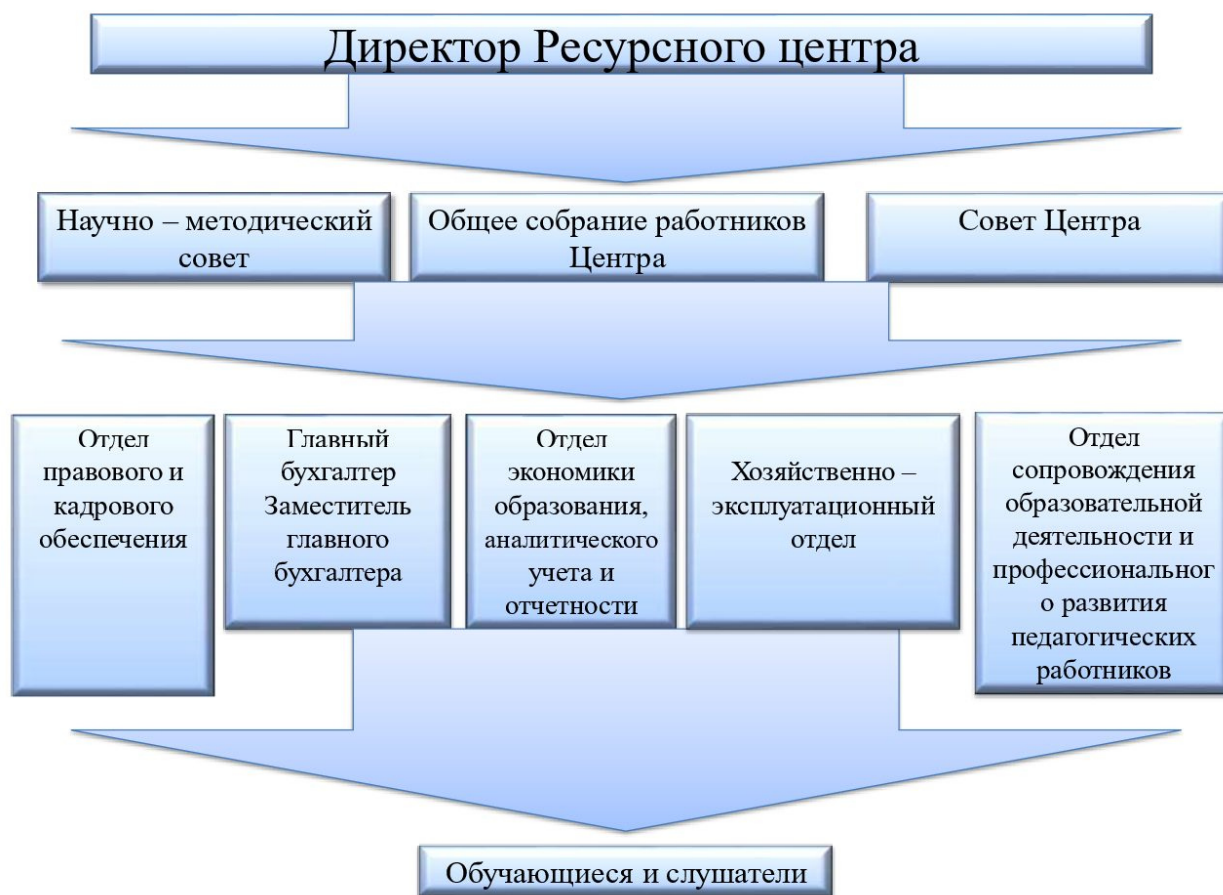 Директор Ресурсного центра
Научно – методический
совет
Общее собрание работников
Центра
Совет Центра
Отдел
правового и
кадрового
обеспечения
Главный
бухгалтер
Заместитель
главного
бухгалтера
Отдел
экономики
образования,
аналитического
учета и
отчетности
Хозяйственно –
эксплуатационный
отдел
Отдел
сопровождения
образовательной
деятельности и
профессиональног
о развития
педагогических
работников
Обучающиеся и слушатели